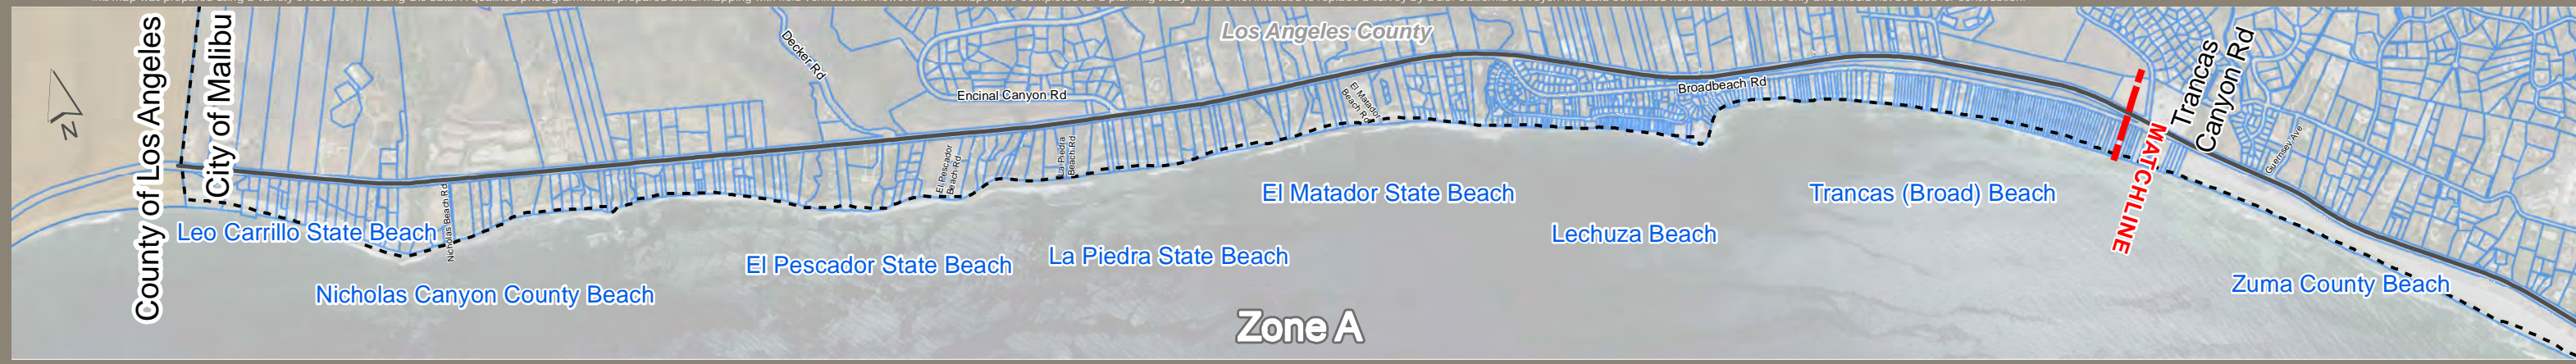 Los Angeles County
County of Los Angeles
City of Malibu
N
Decker Rd
Encinal Canyon Rd
El Matador
Beach Rd
Broadbeach Rd
Trancas
Canyon Rd
Guernsey Ave
MATCHLINE
Nicholas Beach Rd
El Pescador
Beach Rd
La Piedra
Beach Rd
El Matador State Beach
Trancas (Broad) Beach
Leo Carrillo State Beach
Lechuza Beach
La Piedra State Beach
El Pescador State Beach
Zuma County Beach
Nicholas Canyon County Beach
Zone A